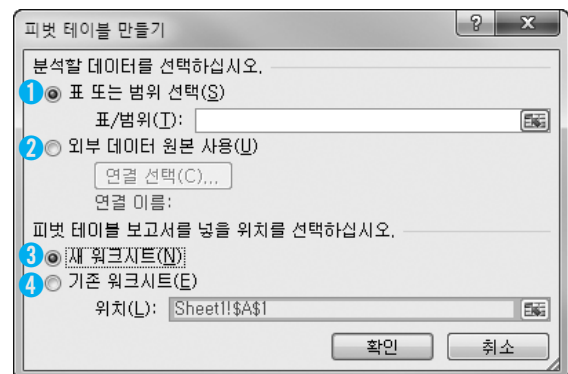 피벗 테이블 만들기
분석할 데이터를 선택하십시오.
1 표 또는 범위 선택(S)
표/범위(T):
2 외부 데이터 원본 사용(U)
연결 선택(C)...
연결 이름:
피벗 테이블 보고서를 넣을 위치를 선택하십시오.
3 새 워크시트(N)
4 기존 워크시트(E)
위치(L): Sheet1!$A$1
확인 취소